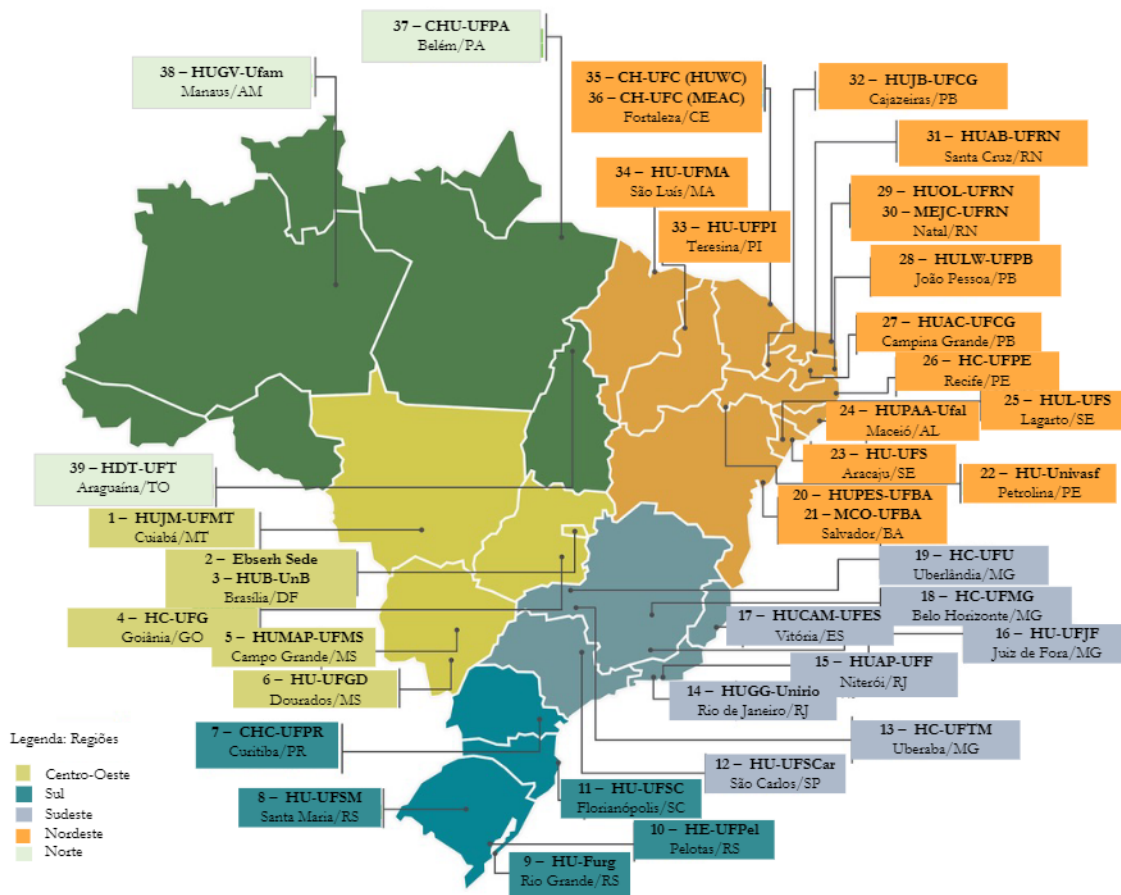 37 – CHU-UFPA
Belém/PA
38 – HUGV-Ufam
Manaus/AM
35 – CH-UFC (HUWC)
36 – CH-UFC (MEAC)
Fortaleza/CE
32 – HUJB-UFCG
Cajazeiras/PB
31 – HUAB-UFRN
Santa Cruz/RN
34 – HU-UFMA
São Luís/MA
29 – HUOL-UFRN
30 – MEJC-UFRN
Natal/RN
33 – HU-UFPI
Teresina/PI
28 – HULW-UFPB
João Pessoa/PB
27 – HUAC-UFCG
Campina Grande/PB
26 – HC-UFPE
Recife/PE
25 – HUL-UFS
Lagarto/SE
24 – HUPAA-Ufal
Maceió/AL
23 – HU-UFS
Aracaju/SE
22 – HU-Univasf
Petrolina/PE
39 – HDT-UFT
Araguaína/TO
20 – HUPES-UFBA
21 – MCO-UFBA
Salvador/BA
1 – HUJM-UFMT
Cuiabá/MT
2 – Ebserh Sede
3 – HUB-UnB
Brasília/DF
19 – HC-UFU
Uberlândia/MG
18 – HC-UFMG
Belo Horizonte/MG
4 – HC-UFG
Goiânia/GO
17 – HUCAM-UFES
Vitória/ES
16 – HU-UFJF
Juiz de Fora/MG
5 – HUMAP-UFMS
Campo Grande/MS
15 – HUAP-UFF
Niterói/RJ
6 – HU-UFGD
Dourados/MS
14 – HUGG-Unirio
Rio de Janeiro/RJ
7 – CHC-UFPR
Curitiba/PR
13 – HC-UFTM
Uberaba/MG
12 – HU-UFSCar
São Carlos/SP
11 – HU-UFSC
Florianópolis/SC
8 – HU-UFSM
Santa Maria/RS
10 – HE-UFPel
Pelotas/RS
9 – HU-Furg
Rio Grande/RS
Legenda: Regiões
Centro-Oeste
Sul
Sudeste
Nordeste
Norte